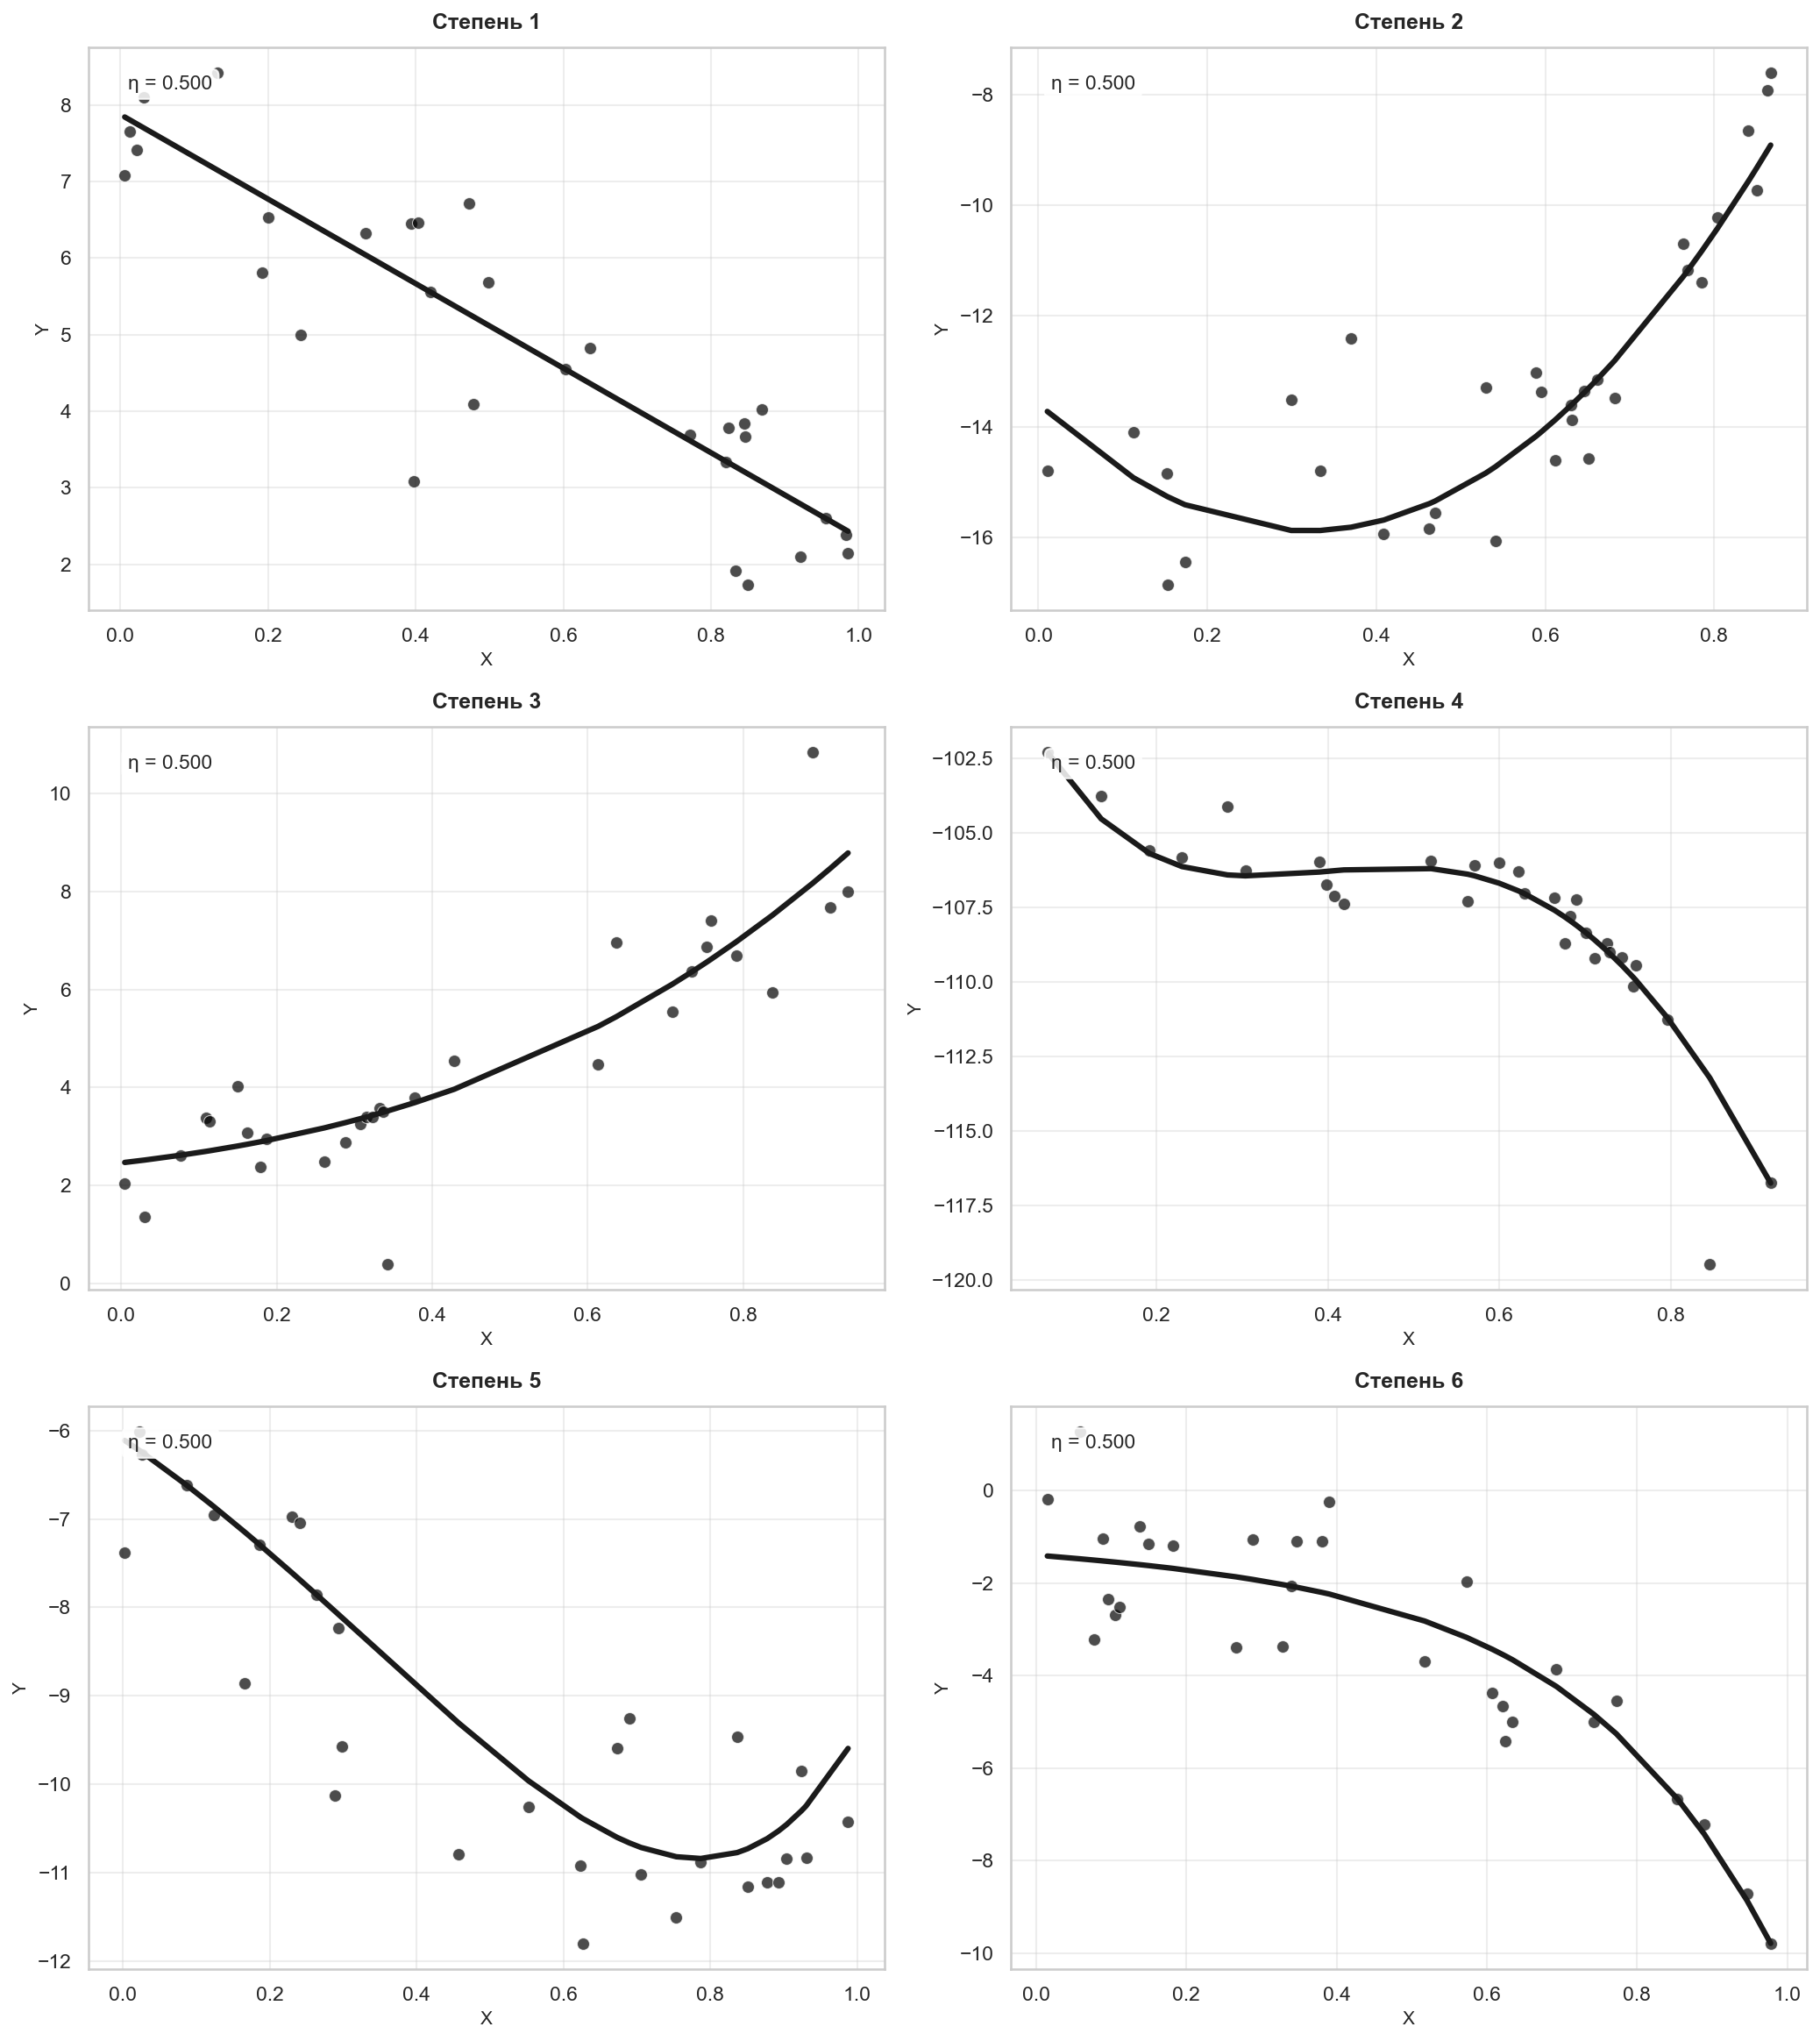 Степень 1
η = 0.500
8
7
6
5
4
3
2
Y
0.0 0.2 0.4 0.6 0.8 1.0
X
Степень 2
η = 0.500
−8
−10
−12
−14
−16
Y
0.0 0.2 0.4 0.6 0.8
X
Степень 3
η = 0.500
10
8
6
4
2
0
Y
0.0 0.2 0.4 0.6 0.8
X
Степень 4
η = 0.500
−102.5
−105.0
−107.5
−110.0
−112.5
−115.0
−117.5
−120.0
Y
0.2 0.4 0.6 0.8
X
Степень 5
η = 0.500
−6
−7
−8
−9
−10
−11
−12
Y
0.0 0.2 0.4 0.6 0.8 1.0
X
Степень 6
η = 0.500
0
−2
−4
−6
−8
−10
Y
0.0 0.2 0.4 0.6 0.8 1.0
X